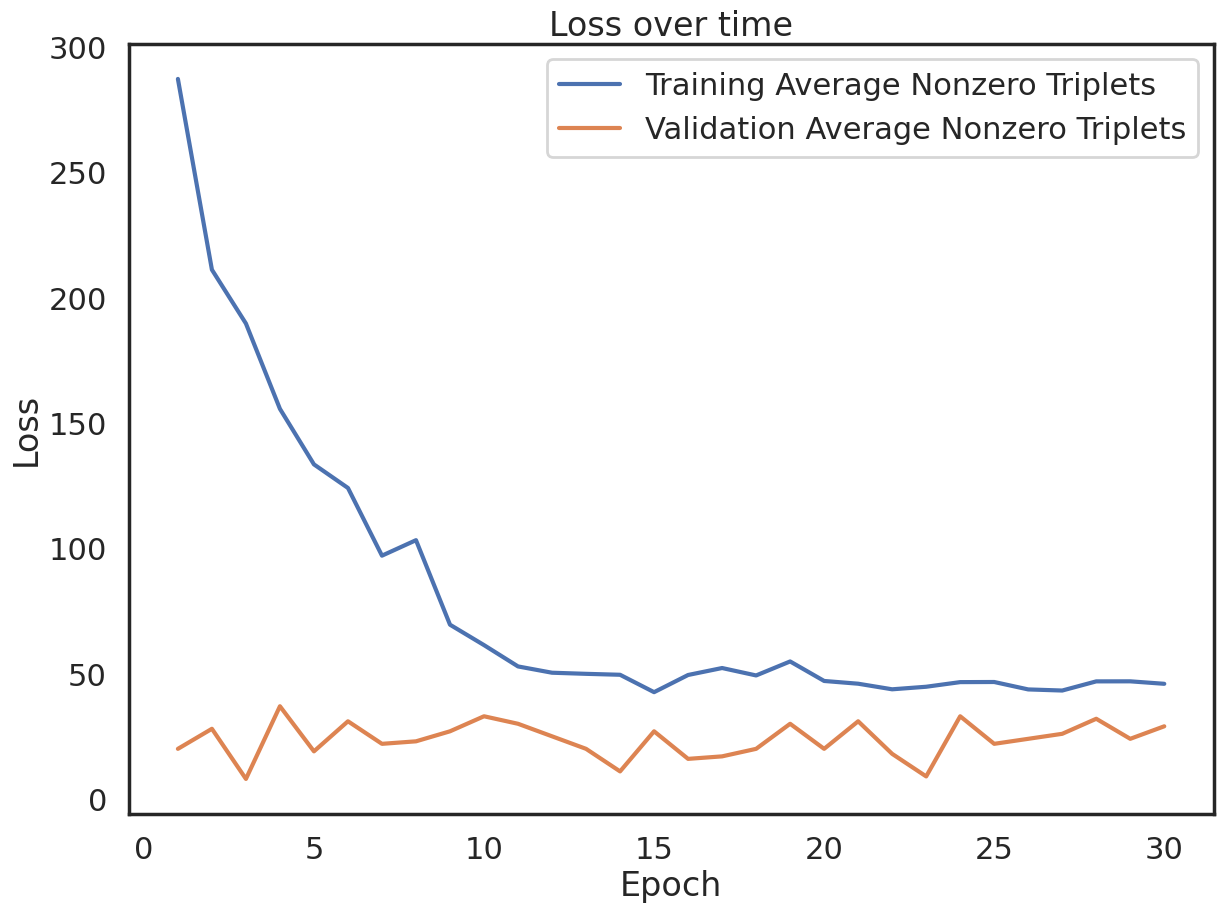 Loss over time
Training Average Nonzero Triplets
Validation Average Nonzero Triplets
Loss
300
250
200
150
100
50
0
0 5 10 15 20 25 30
Epoch